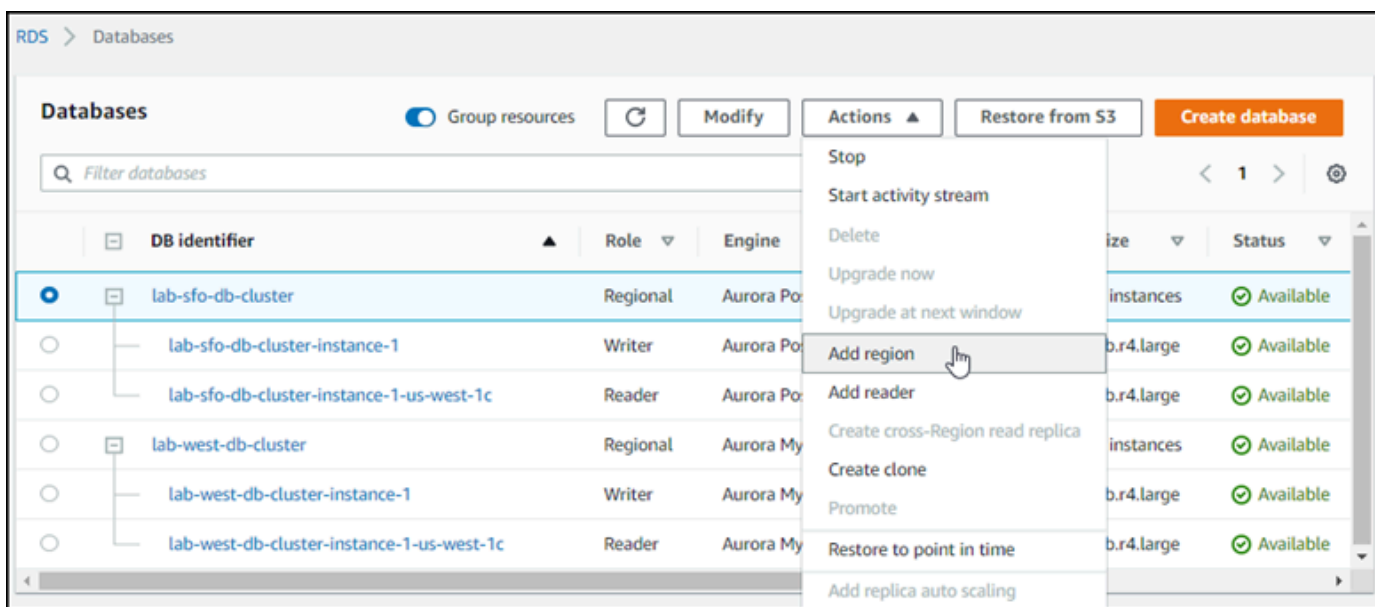 RDS > Databases
Databases Group resources Modify Actions ▲ Restore from S3 Create database
Filter databases < 1 >
DB identifier ▲ Role Engine ize Status
lab-sfo-db-cluster Regional Aurora Po instances Available
lab-sfo-db-cluster-instance-1 Writer Aurora Po b.r4.large Available
lab-sfo-db-cluster-instance-1-us-west-1c Reader Aurora Po b.r4.large Available
lab-west-db-cluster Regional Aurora My instances Available
lab-west-db-cluster-instance-1 Writer Aurora My b.r4.large Available
lab-west-db-cluster-instance-1-us-west-1c Reader Aurora My b.r4.large Available
Stop
Start activity stream
Delete
Upgrade now
Upgrade at next window
Add region
Add reader
Create cross-Region read replica
Create clone
Promote
Restore to point in time
Add replica auto scaling